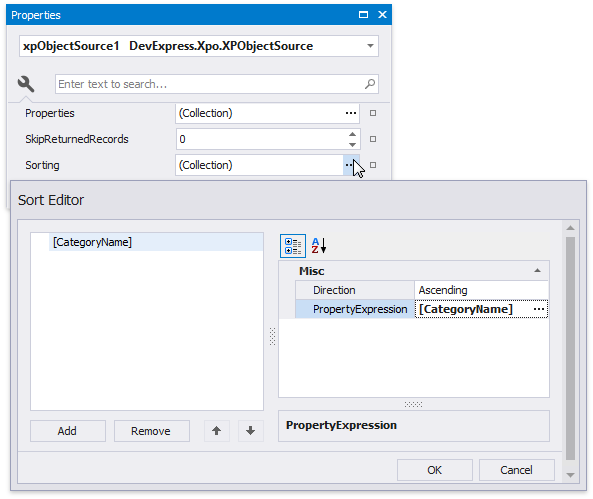 Properties
xpObjectSource1 DevExpress.Xpo.XPObjectSource
Enter text to search...
Properties (Collection)
SkipReturnedRecords 0
Sorting (Collection)
Sort Editor
[CategoryName]
A
Z
Misc
Direction Ascending
PropertyExpression [CategoryName]
Add Remove
PropertyExpression
OK Cancel